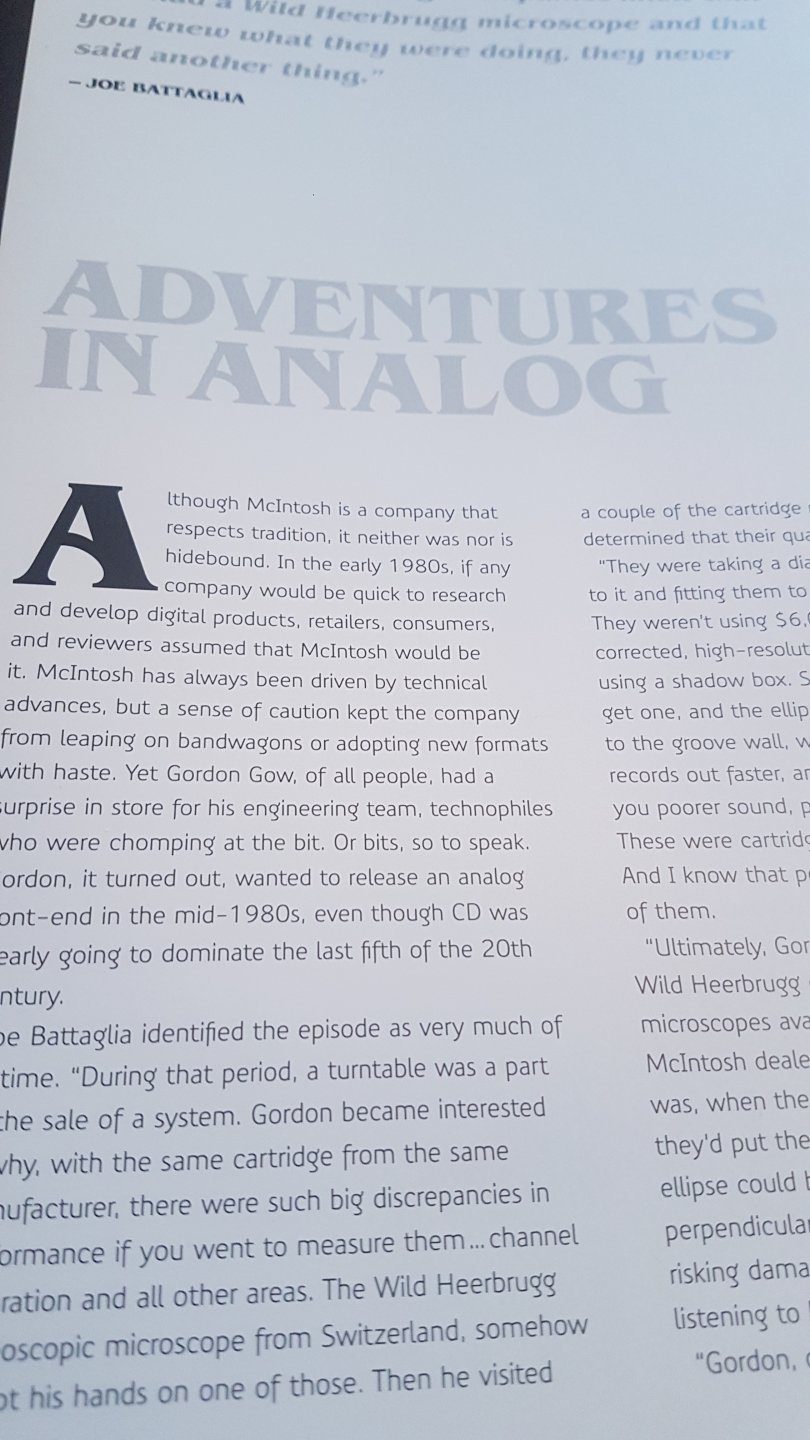 a Wild Heerbrugg microscope and that
you knew what they were doing, they never
said another thing."
– JOE BATTAGLIA
ADVENTURES
IN ANALOG
Although McIntosh is a company that
respects tradition, it neither was nor is
hidebound. In the early 1980s, if any
company would be quick to research
and develop digital products, retailers, consumers,
and reviewers assumed that McIntosh would be
it. McIntosh has always been driven by technical
advances, but a sense of caution kept the company
from leaping on bandwagons or adopting new formats
with haste. Yet Gordon Gow, of all people, had a
surprise in store for his engineering team, technophiles
who were chomping at the bit. Or bits, so to speak.
ordon, it turned out, wanted to release an analog
ont-end in the mid-1980s, even though CD was
early going to dominate the last fifth of the 20th
ntury.
oe Battaglia identified the episode as very much of
time. "During that period, a turntable was a part
the sale of a system. Gordon became interested
why, with the same cartridge from the same
nufacturer, there were such big discrepancies in
ormance if you went to measure them...channel
ration and all other areas. The Wild Heerbrugg
oscopic microscope from Switzerland, somehow
ot his hands on one of those. Then he visited
a couple of the cartridge
determined that their qua
"They were taking a dia
to it and fitting them to
They weren't using $6,
corrected, high-resolut
using a shadow box. S
get one, and the ellip
to the groove wall, w
records out faster, ar
you poorer sound, p
These were cartridg
And I know that p
of them.
"Ultimately, Gor
Wild Heerbrugg
microscopes ava
McIntosh deale
was, when the
they'd put the
ellipse could b
perpendicular
risking dama
listening to
"Gordon,